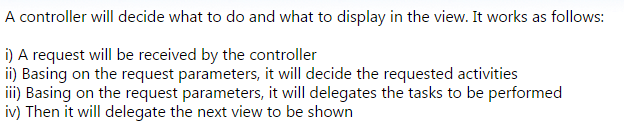 A controller will decide what to do and what to display in the view. It works as follows:
i) A request will be received by the controller
ii) Basing on the request parameters, it will decide the requested activities
iii) Basing on the request parameters, it will delegates the tasks to be performed
iv) Then it will delegate the next view to be shown